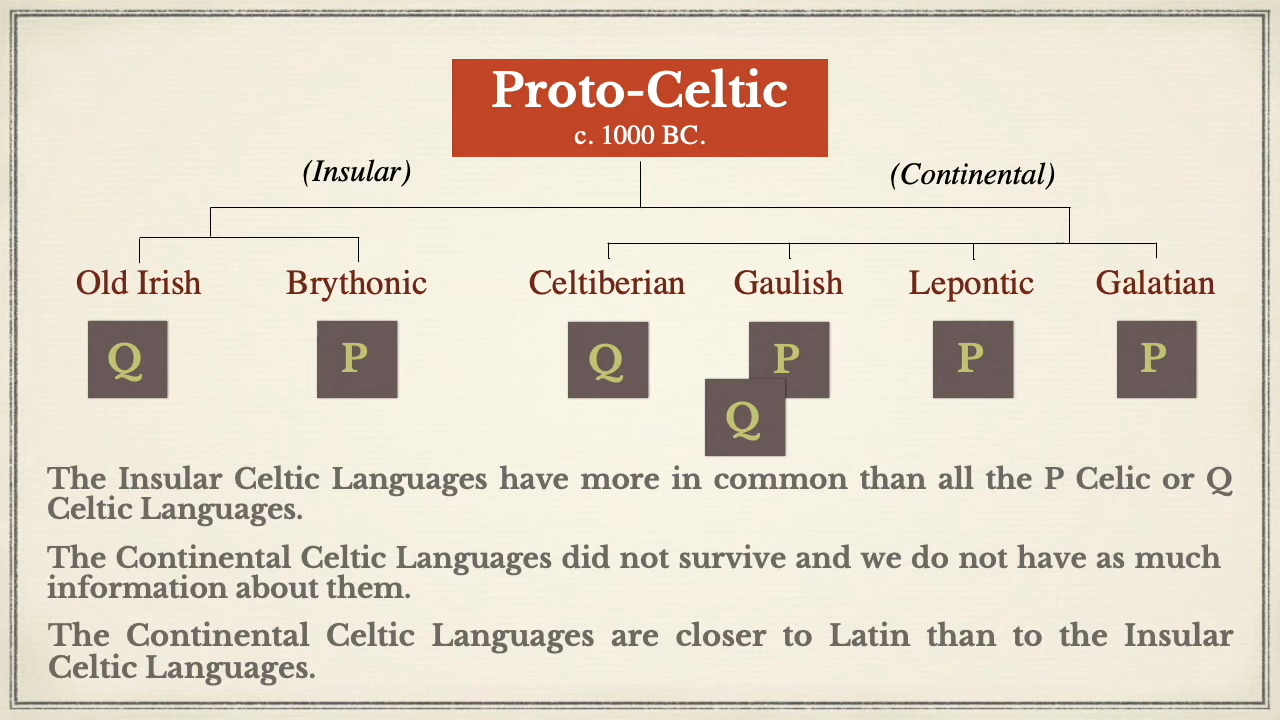 Proto-Celtic
c. 1000 BC.
(Insular) (Continental)
Old Irish Brythonic Celtiberian Gaulish Lepontic Galatian
Q P Q P P P
Q
The Insular Celtic Languages have more in common than all the P Celic or Q
Celtic Languages.
The Continental Celtic Languages did not survive and we do not have as much
information about them.
The Continental Celtic Languages are closer to Latin than to the Insular
Celtic Languages.